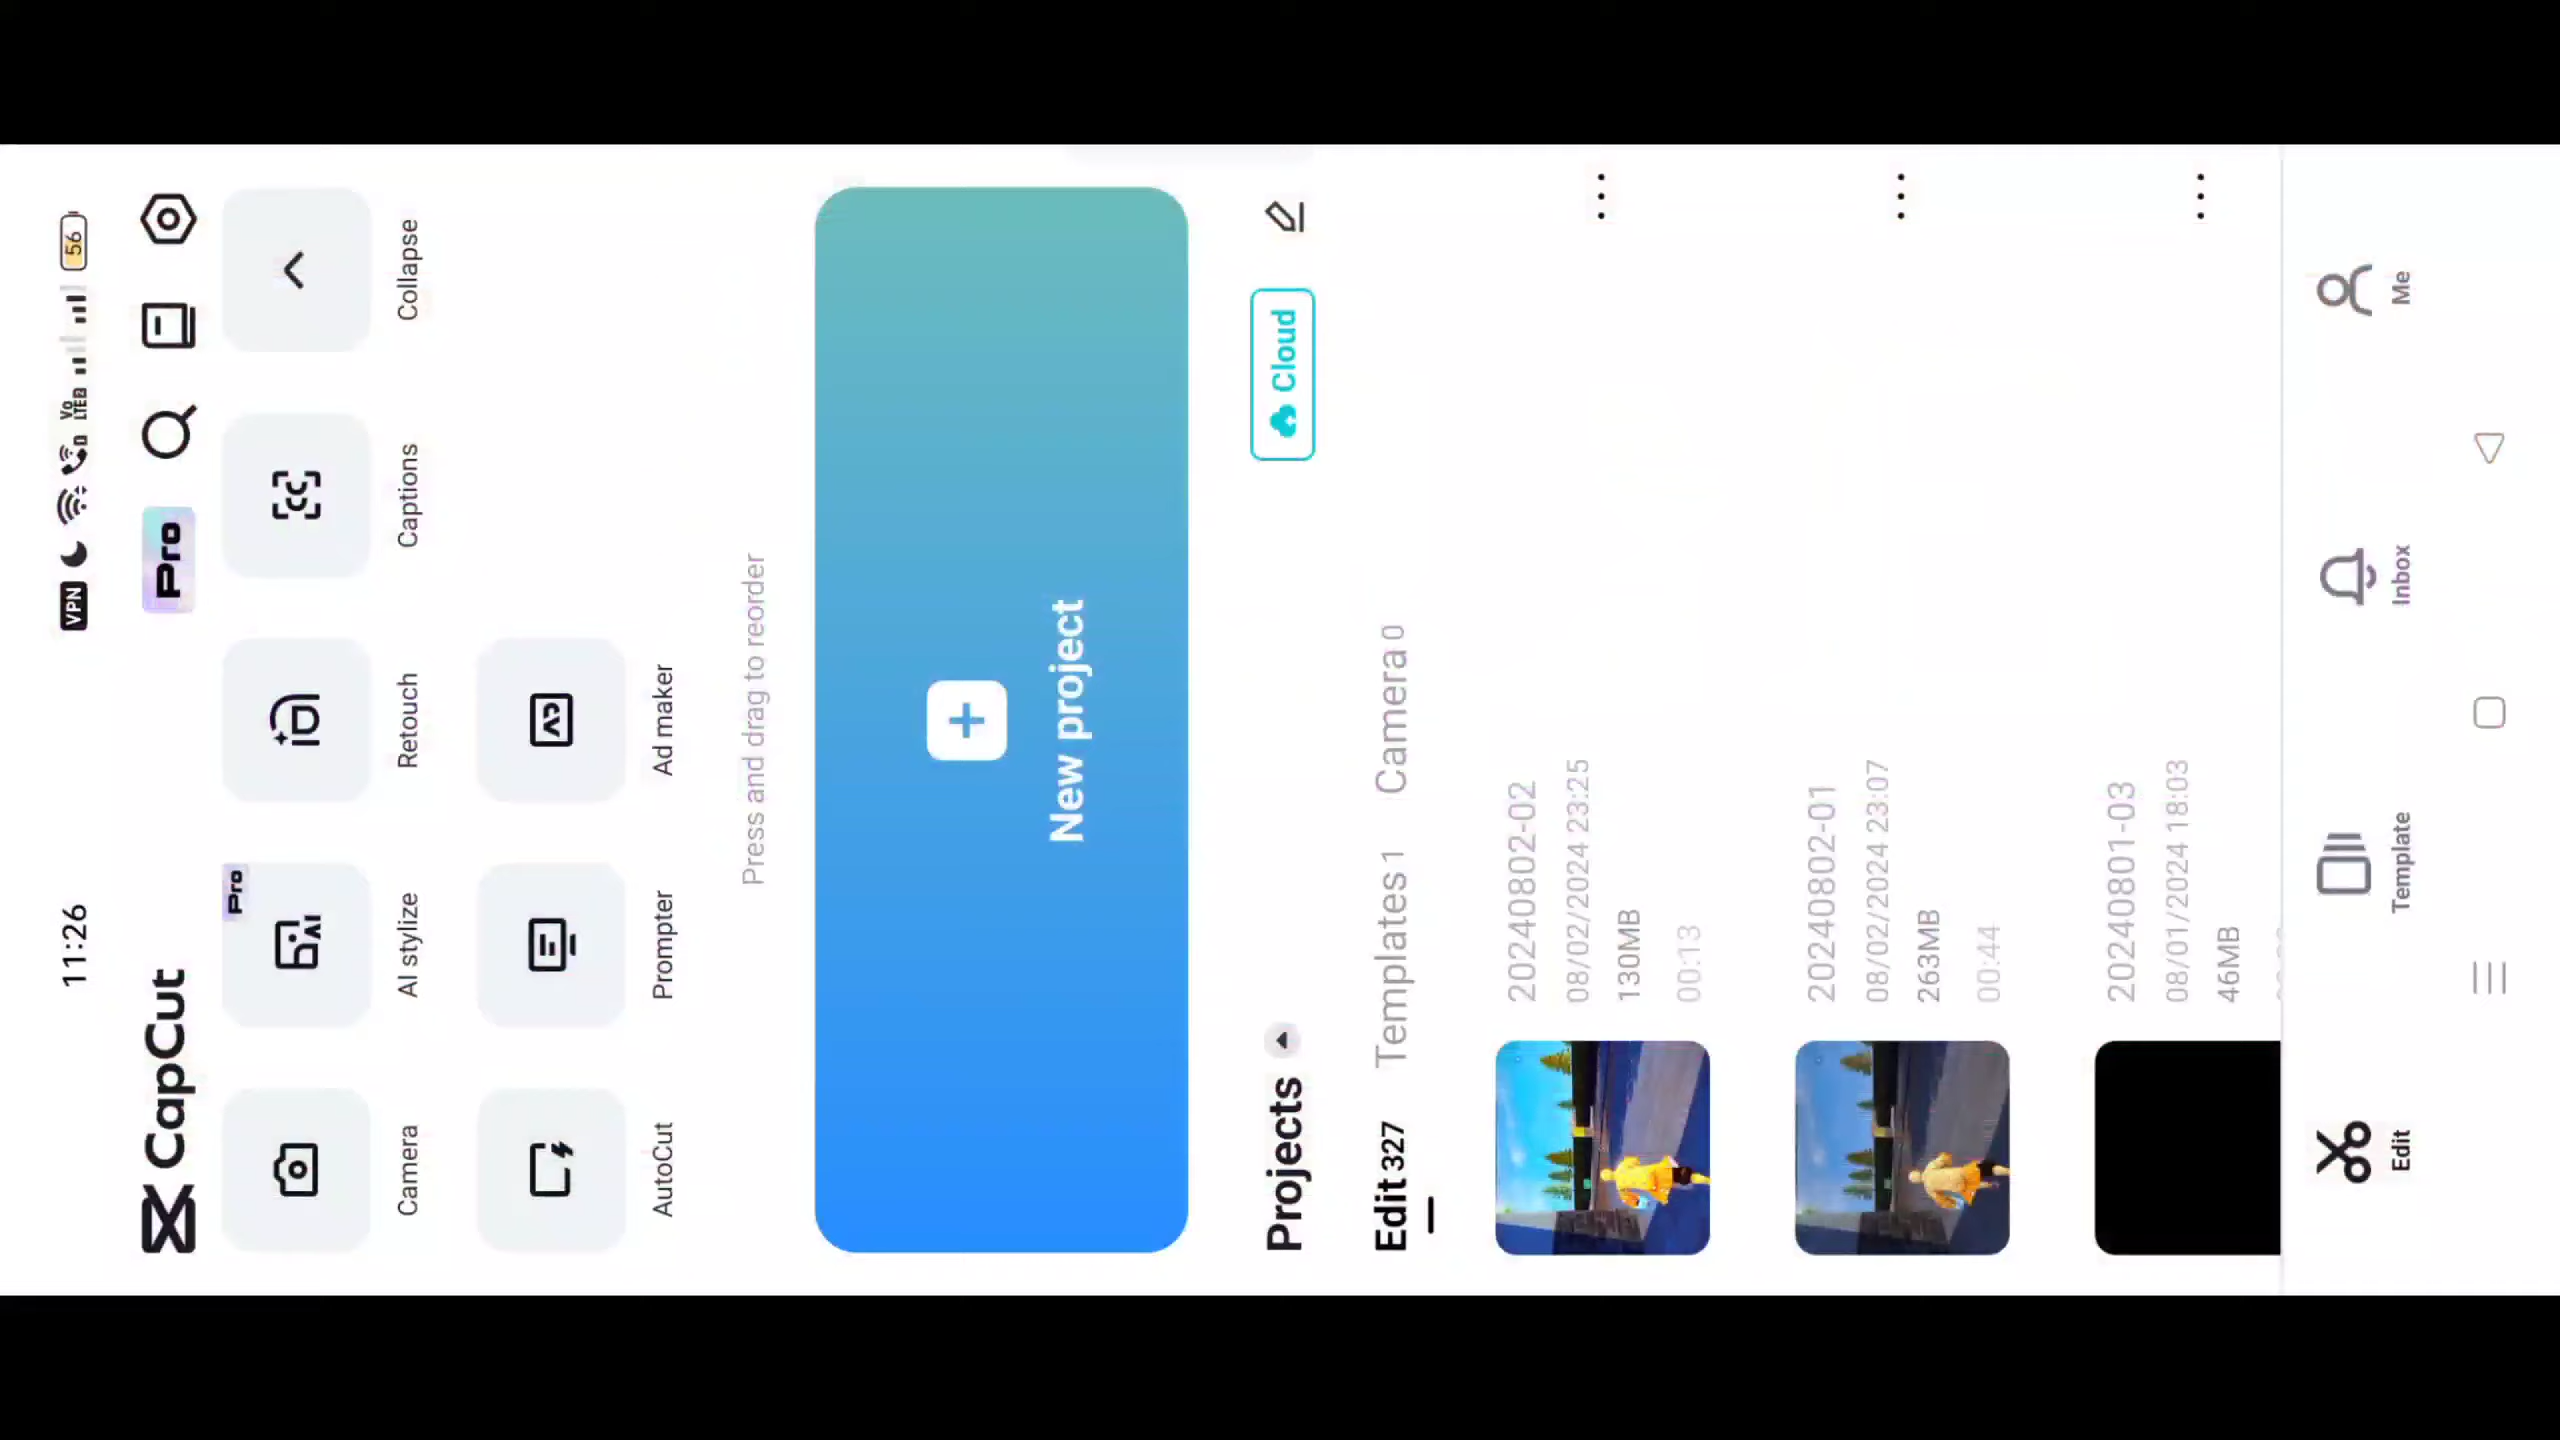 11:26 VPN Vo LTE2 56
CapCut Pro
Pro
Camera AI stylize Retouch Captions Collapse
AutoCut Prompter Ad maker
Press and drag to reorder
New project
Projects Cloud
Edit 327 Templates 1 Camera 0
20240802-02
08/02/2024 23:25
130MB
00:13
20240802-01
08/02/2024 23:07
263MB
00:44
20240801-03
08/01/2024 18:03
46MB
Edit Template Inbox Me